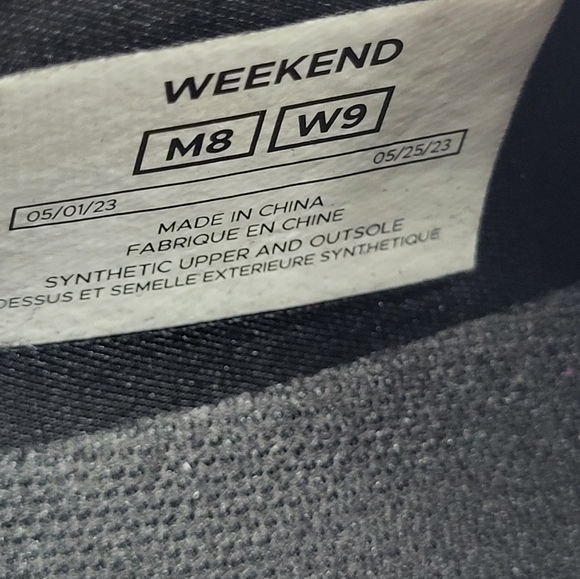 WEEKEND
M8 W9
05/01/23 05/25/23
MADE IN CHINA
FABRIQUE EN CHINE
SYNTHETIC UPPER AND OUTSOLE
DESSUS ET SEMELLE EXTERIEURE SYNTHETIQUE